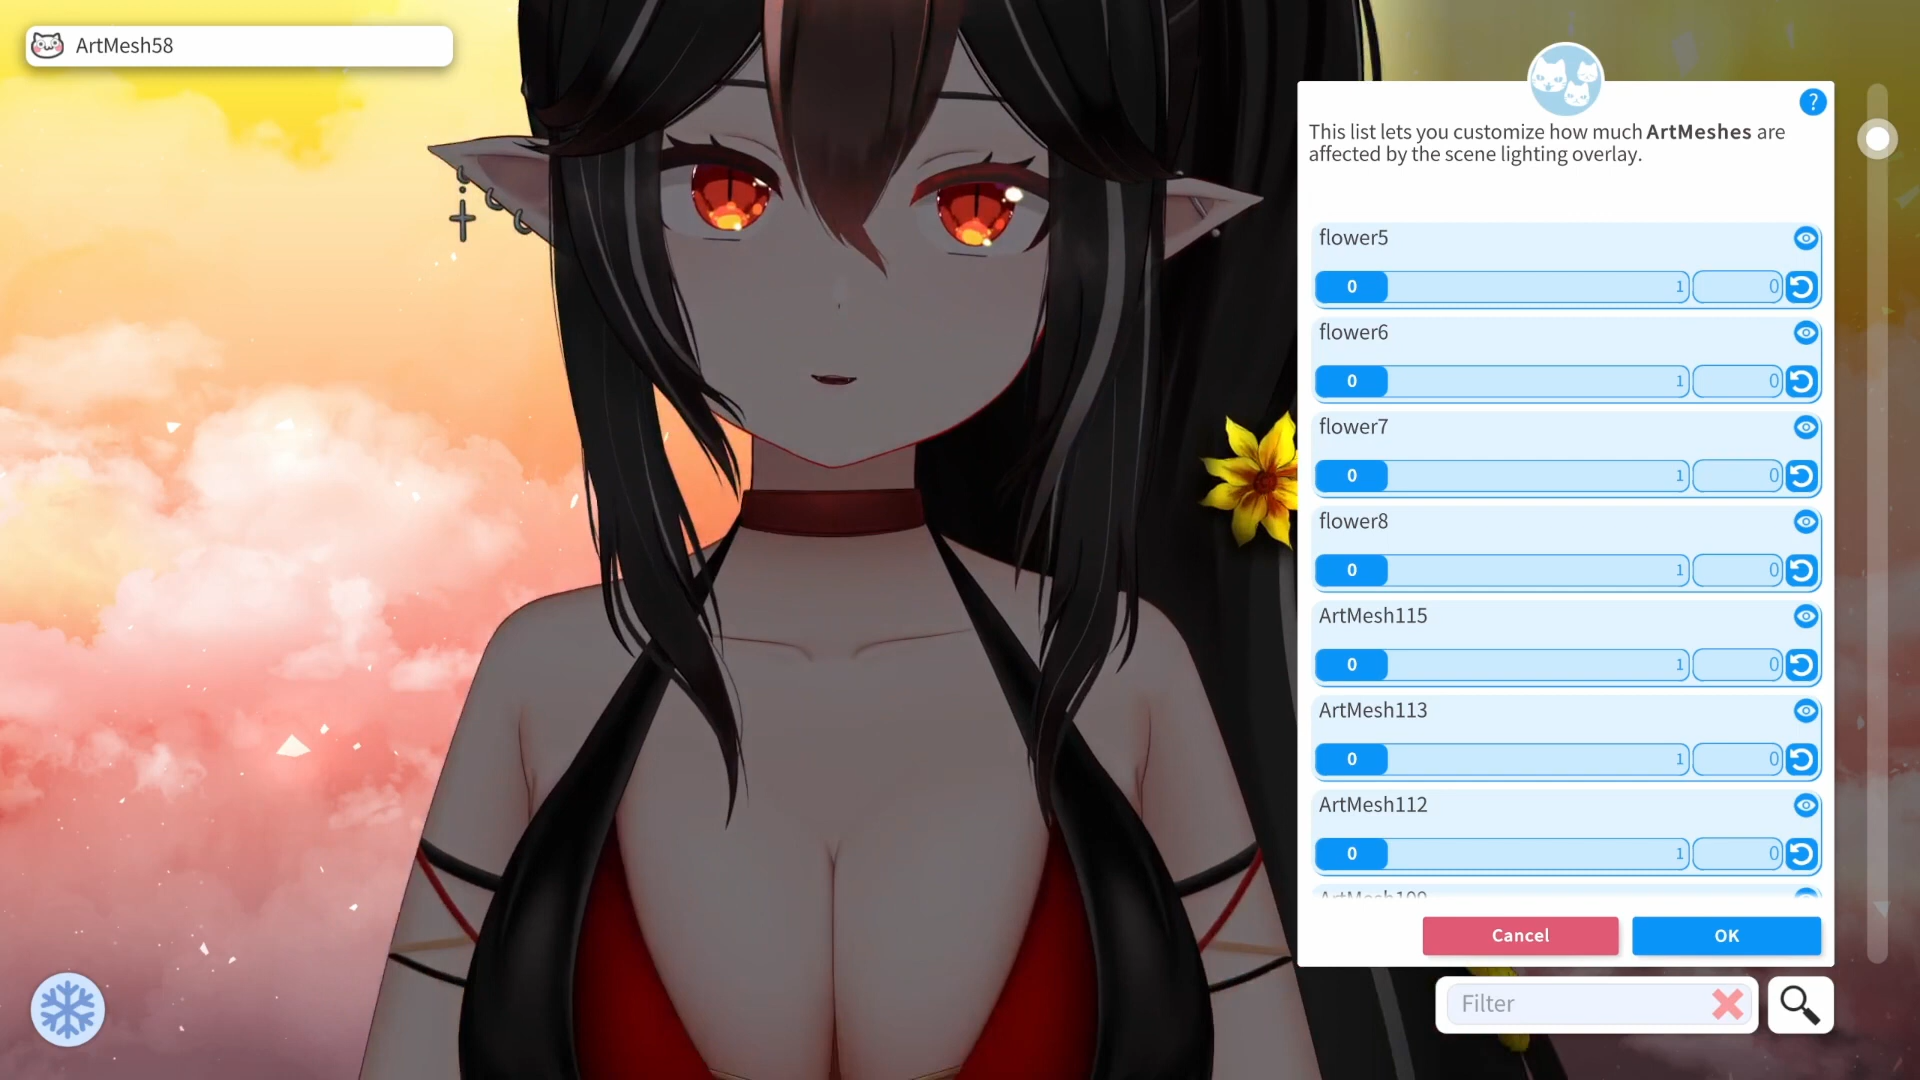 ArtMesh58
?
This list lets you customize how much ArtMeshes are
affected by the scene lighting overlay.
flower5
0 1 0
flower6
0 1 0
flower7
0 1 0
flower8
0 1 0
ArtMesh115
0 1 0
ArtMesh113
0 1 0
ArtMesh112
0 1 0
ArtMesh109
Cancel OK
Filter